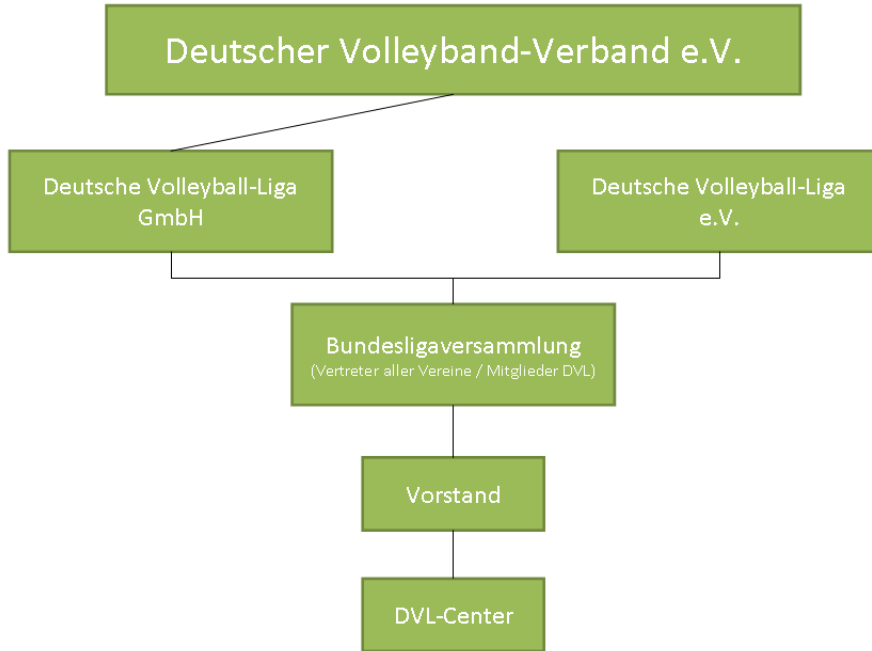 Deutscher Volleyband-Verband e.V.
Deutsche Volleyball-Liga
GmbH
Deutsche Volleyball-Liga
e.V.
Bundesligaversammlung
(Vertreter aller Vereine / Mitglieder DVL)
Vorstand
DVL-Center